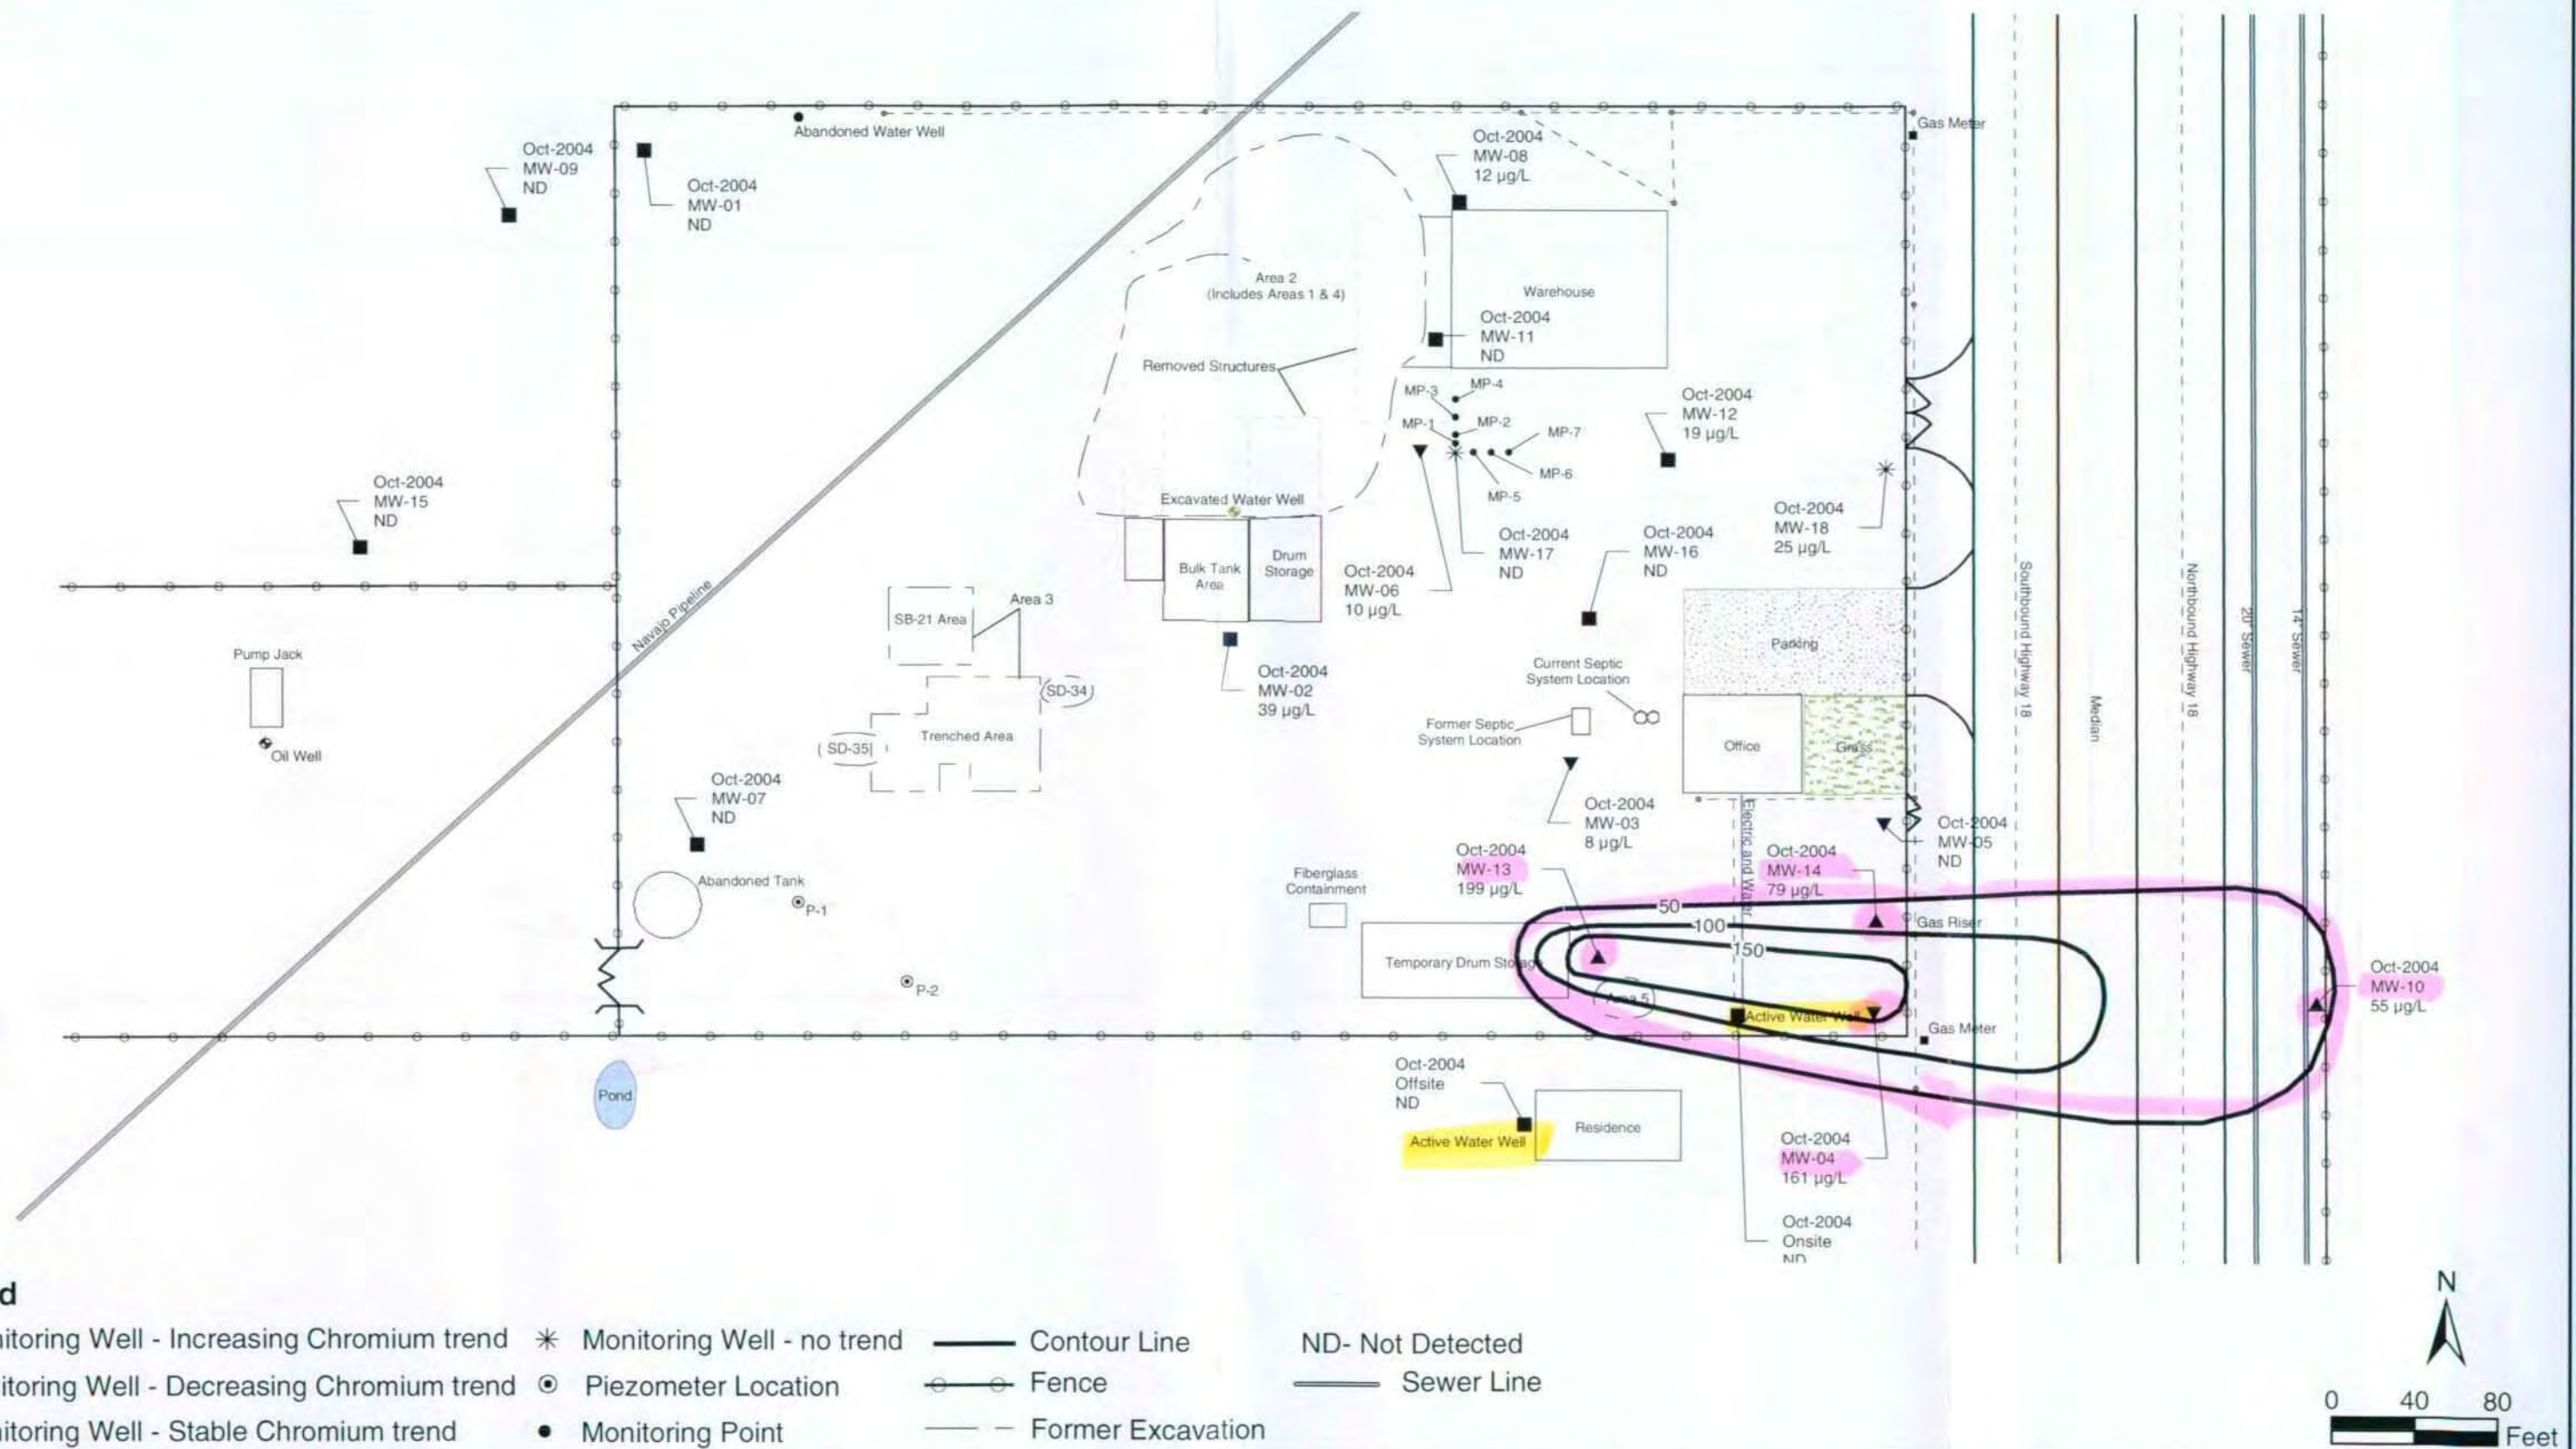 Abandoned Water Well
Gas Meter
Oct-2004
MW-09
ND
Oct-2004
MW-01
ND
Oct-2004
MW-08
12 µg/L
Area 2
(Includes Areas 1 & 4)
Warehouse
Oct-2004
MW-11
ND
Removed Structures
MP-3
MP-4
MP-1
MP-2
MP-7
MP-6
MP-5
Oct-2004
MW-12
19 µg/L
Oct-2004
MW-15
ND
Excavated Water Well
Oct-2004
MW-18
25 µg/L
Oct-2004
MW-17
ND
Oct-2004
MW-16
ND
Bulk Tank
Area
Drum
Storage
Oct-2004
MW-06
10 µg/L
Navajo Pipeline
SB-21 Area
Area 3
Pump Jack
Oil Well
Oct-2004
MW-02
39 µg/L
SD-34
SD-35
Trenched Area
Current Septic
System Location
Former Septic
System Location
Parking
Office
Grass
Southbound Highway 18
Median
Northbound Highway 18
20" Sewer
14" Sewer
Oct-2004
MW-07
ND
Abandoned Tank
P-1
P-2
Oct-2004
MW-03
8 µg/L
Electric and Water
Oct-2004
MW-05
ND
Oct-2004
MW-13
199 µg/L
Oct-2004
MW-14
79 µg/L
Fiberglass
Containment
50
100
150
Gas Riser
Temporary Drum Storage
Area 5
Active Water Well
Gas Meter
Oct-2004
MW-10
55 µg/L
Pond
Oct-2004
Offsite
ND
Active Water Well
Residence
Oct-2004
MW-04
161 µg/L
Oct-2004
Onsite
ND
d
nitoring Well - Increasing Chromium trend
Monitoring Well - no trend
Contour Line
ND- Not Detected
itoring Well - Decreasing Chromium trend
Piezometer Location
Fence
Sewer Line
nitoring Well - Stable Chromium trend
Monitoring Point
Former Excavation
N
0 40 80
Feet